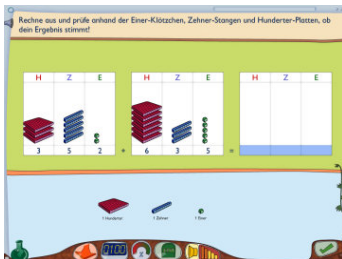 Rechne aus und prüfe anhand der Einer-Klötzchen, Zehner-Stangen und Hunderter-Platten, ob
dein Ergebnis stimmt!
H Z E H Z E H Z E
3 5 2 + 6 3 5 =
1 Hunderter 1 Zehner 1 Einer